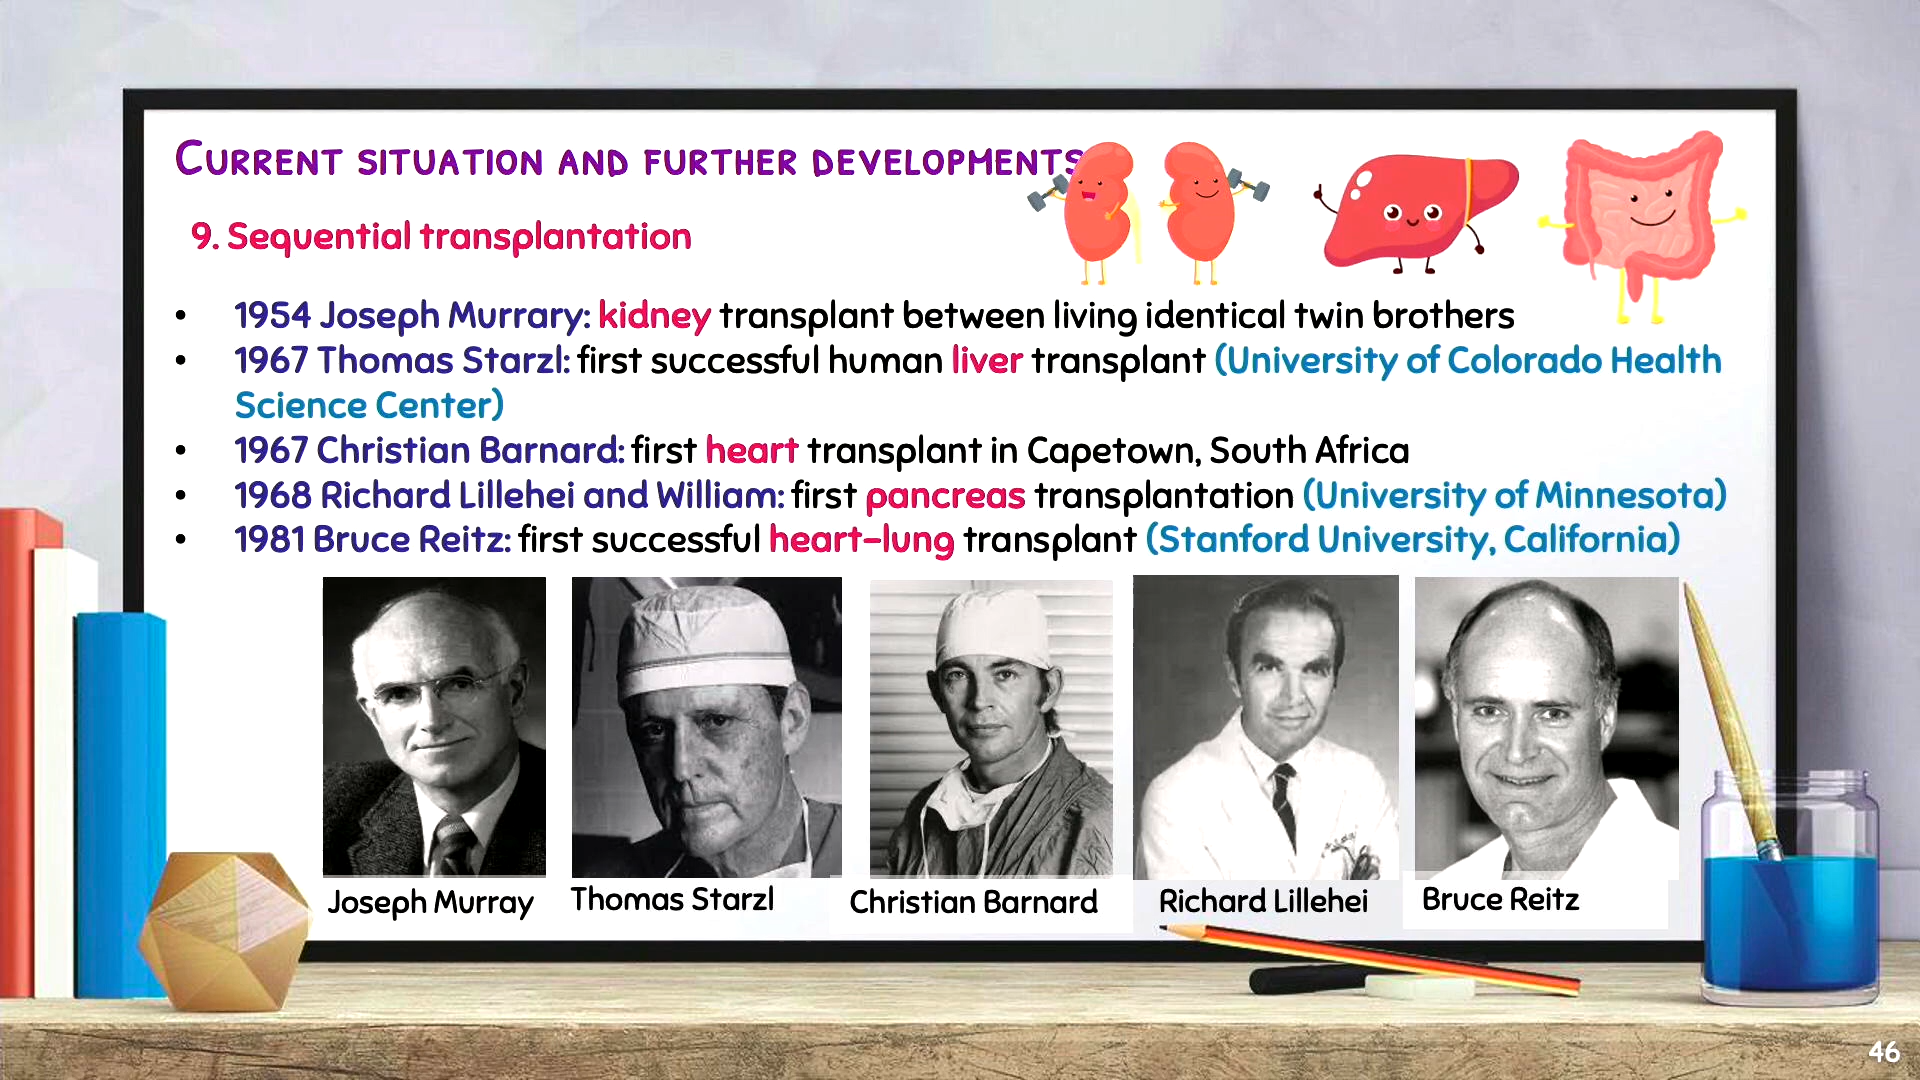 Current situation and further developments
9. Sequential transplantation
• 1954 Joseph Murrary: kidney transplant between living identical twin brothers
• 1967 Thomas Starzl: first successful human liver transplant (University of Colorado Health
Science Center)
• 1967 Christian Barnard: first heart transplant in Capetown, South Africa
• 1968 Richard Lillehei and William: first pancreas transplantation (University of Minnesota)
• 1981 Bruce Reitz: first successful heart-lung transplant (Stanford University, California)
Joseph Murray
Thomas Starzl
Christian Barnard
Richard Lillehei
Bruce Reitz
46